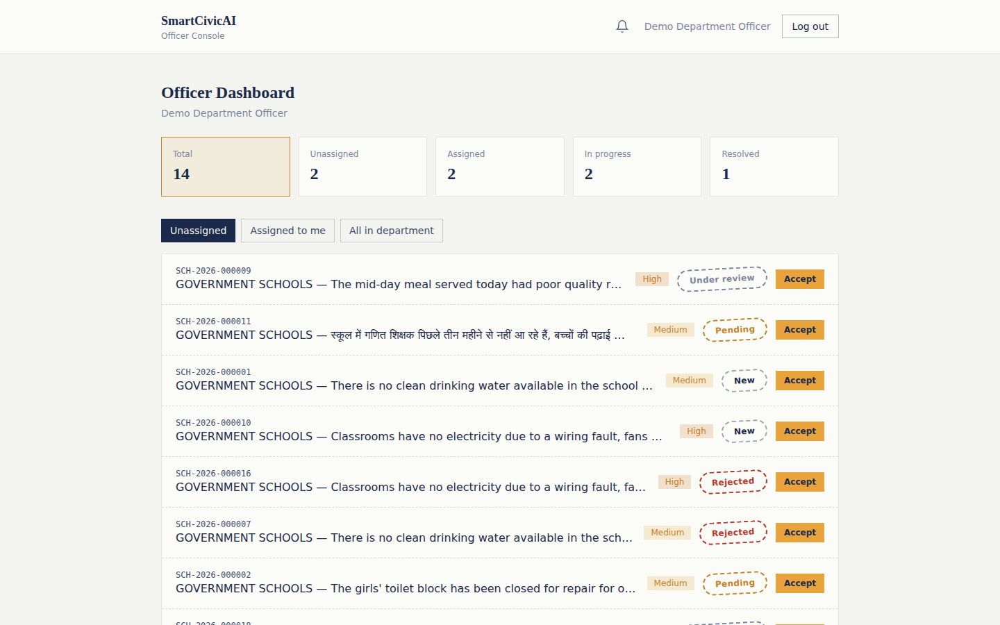 SmartCivicAI
Officer Console
Demo Department Officer
Log out
Officer Dashboard
Demo Department Officer
Total
14
Unassigned
2
Assigned
2
In progress
2
Resolved
1
Unassigned
Assigned to me
All in department
SCH-2026-000009
GOVERNMENT SCHOOLS — The mid-day meal served today had poor quality r…
High
Under review
Accept
SCH-2026-000011
GOVERNMENT SCHOOLS — स्कूल में गणित शिक्षक पिछले तीन महीने से नहीं आ रहे हैं, बच्चों की पढ़ाई …
Medium
Pending
Accept
SCH-2026-000001
GOVERNMENT SCHOOLS — There is no clean drinking water available in the school …
Medium
New
Accept
SCH-2026-000010
GOVERNMENT SCHOOLS — Classrooms have no electricity due to a wiring fault, fans …
High
New
Accept
SCH-2026-000016
GOVERNMENT SCHOOLS — Classrooms have no electricity due to a wiring fault, fa…
High
Rejected
Accept
SCH-2026-000007
GOVERNMENT SCHOOLS — There is no clean drinking water available in the sch…
Medium
Rejected
Accept
SCH-2026-000002
GOVERNMENT SCHOOLS — The girls' toilet block has been closed for repair for o…
Medium
Pending
Accept